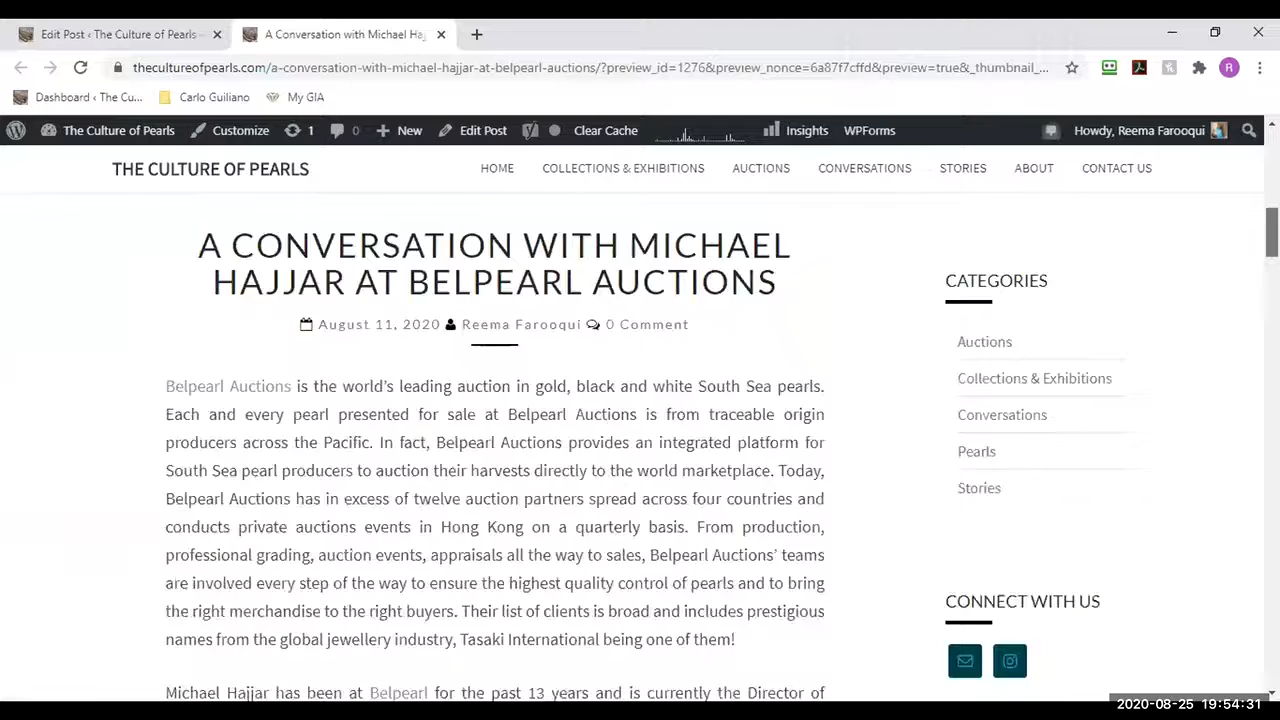 Edit Post ‹ The Culture of Pearls
A Conversation with Michael Haj
thecultureofpearls.com/a-conversation-with-michael-hajjar-at-belpearl-auctions/?preview_id=1276&preview_nonce=6a87f7cffd&preview=true&_thumbnail_...
R
Dashboard ‹ The Cu...
Carlo Guiliano
My GIA
The Culture of Pearls
Customize
1
0
New
Edit Post
Clear Cache
Insights
WPForms
Howdy, Reema Farooqui
THE CULTURE OF PEARLS
HOME
COLLECTIONS & EXHIBITIONS
AUCTIONS
CONVERSATIONS
STORIES
ABOUT
CONTACT US
A CONVERSATION WITH MICHAEL
HAJJAR AT BELPEARL AUCTIONS
August 11, 2020 Reema Farooqui 0 Comment
Belpearl Auctions is the world’s leading auction in gold, black and white South Sea pearls.
Each and every pearl presented for sale at Belpearl Auctions is from traceable origin
producers across the Pacific. In fact, Belpearl Auctions provides an integrated platform for
South Sea pearl producers to auction their harvests directly to the world marketplace. Today,
Belpearl Auctions has in excess of twelve auction partners spread across four countries and
conducts private auctions events in Hong Kong on a quarterly basis. From production,
professional grading, auction events, appraisals all the way to sales, Belpearl Auctions’ teams
are involved every step of the way to ensure the highest quality control of pearls and to bring
the right merchandise to the right buyers. Their list of clients is broad and includes prestigious
names from the global jewellery industry, Tasaki International being one of them!
Michael Hajjar has been at Belpearl for the past 13 years and is currently the Director of
CATEGORIES
Auctions
Collections & Exhibitions
Conversations
Pearls
Stories
CONNECT WITH US
2020-08-25 19:54:31